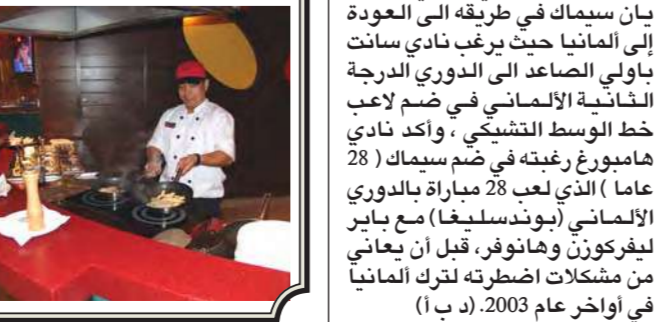 يان سيماك في طريقه الى العودة
إلى ألمانيا حيث يرغب نادي سانت
باولي الصاعد الى الدوري الدرجة
الثانية الألماني في ضم لاعب
خط الوسط التشيكي ، وأكد نادي
هامبورغ رغبته في ضم سيماك ( 28
عاما ) الذي لعب 28 مباراة بالدوري
الألماني (بوندسليغا) مع باير
ليفركوزن وهانوفر، قبل أن يعاني
من مشكلات اضطرته لترك ألمانيا
في أواخر عام 2003. (د ب أ)